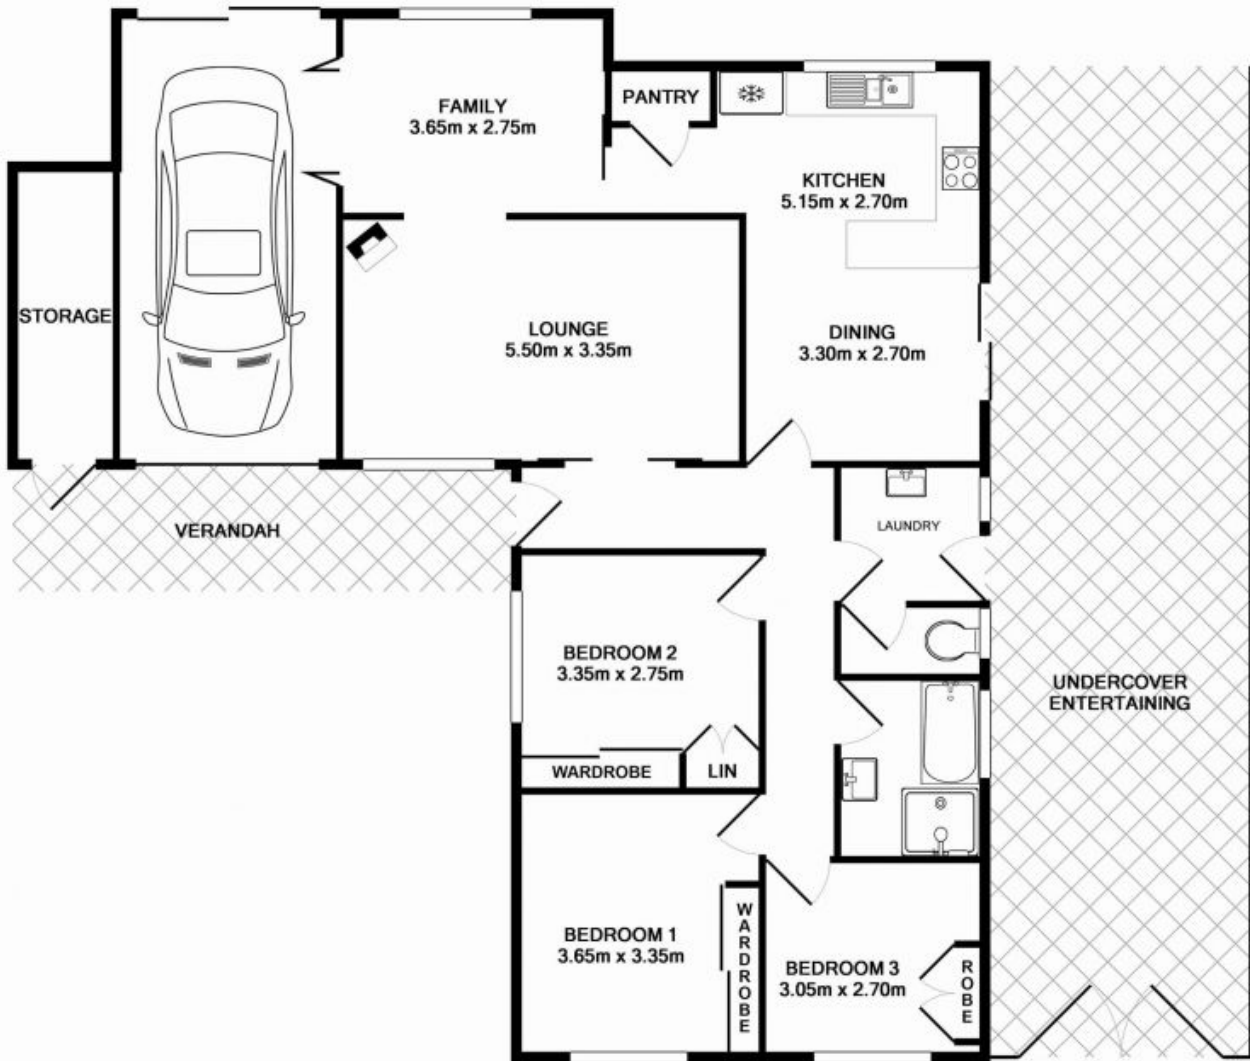 FAMILY
3.65m x 2.75m
PANTRY
KITCHEN
5.15m x 2.70m
STORAGE
LOUNGE
5.50m x 3.35m
DINING
3.30m x 2.70m
VERANDAH
LAUNDRY
BEDROOM 2
3.35m x 2.75m
UNDERCOVER
ENTERTAINING
WARDROBE
LIN
BEDROOM 1
3.65m x 3.35m
WARDROBE
BEDROOM 3
3.05m x 2.70m
ROBE